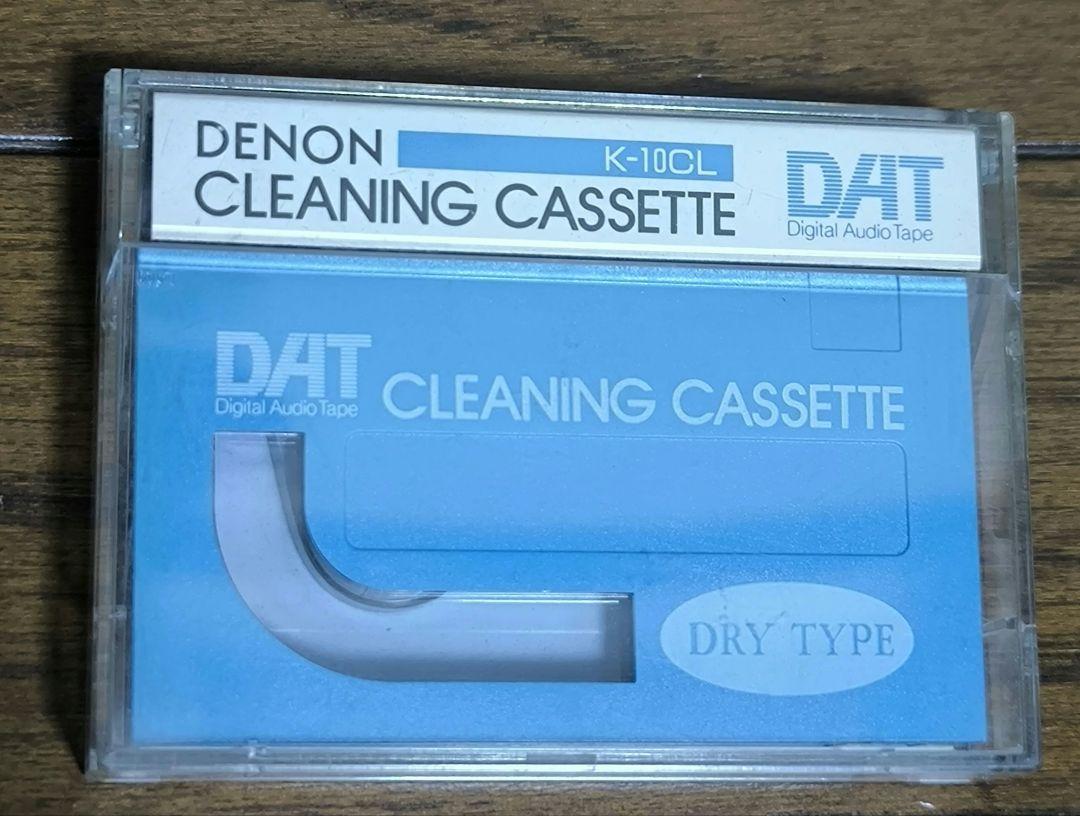 DENON K-10CL
CLEANING CASSETTE
DAT
Digital Audio Tape
DAT
Digital Audio Tape
CLEANING CASSETTE
DRY TYPE